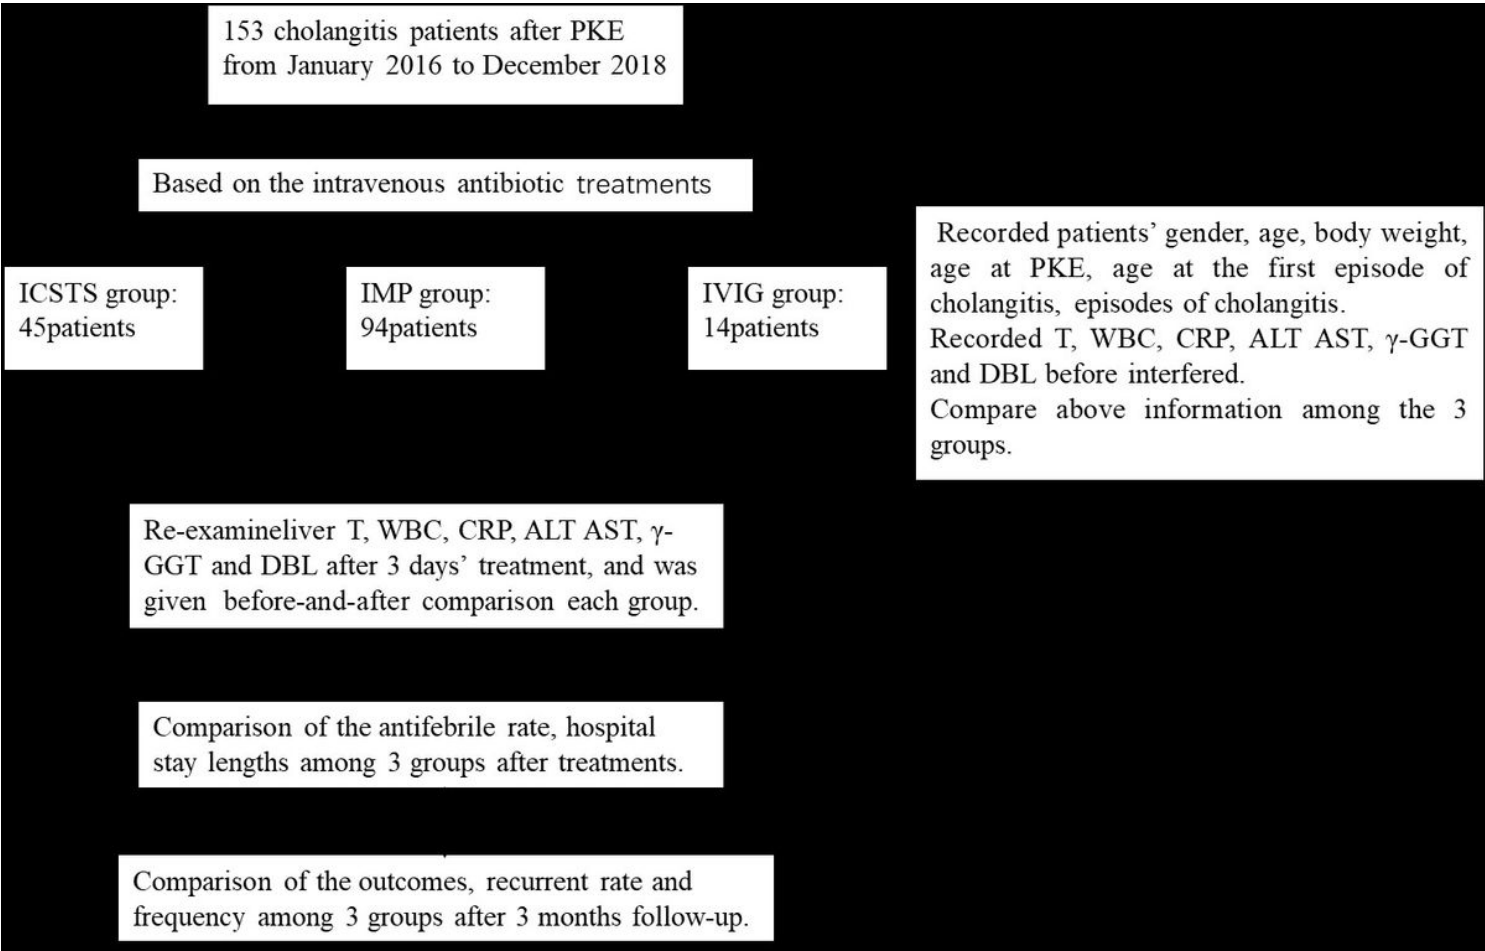 153 cholangitis patients after PKE
from January 2016 to December 2018
Based on the intravenous antibiotic treatments
ICSTS group:
45patients
IMP group:
94patients
IVIG group:
14patients
Recorded patients’ gender, age, body weight,
age at PKE, age at the first episode of
cholangitis, episodes of cholangitis.
Recorded T, WBC, CRP, ALT AST, γ-GGT
and DBL before interfered.
Compare above information among the 3
groups.
Re-examineliver T, WBC, CRP, ALT AST, γ-
GGT and DBL after 3 days’ treatment, and was
given before-and-after comparison each group.
Comparison of the antifebrile rate, hospital
stay lengths among 3 groups after treatments.
Comparison of the outcomes, recurrent rate and
frequency among 3 groups after 3 months follow-up.